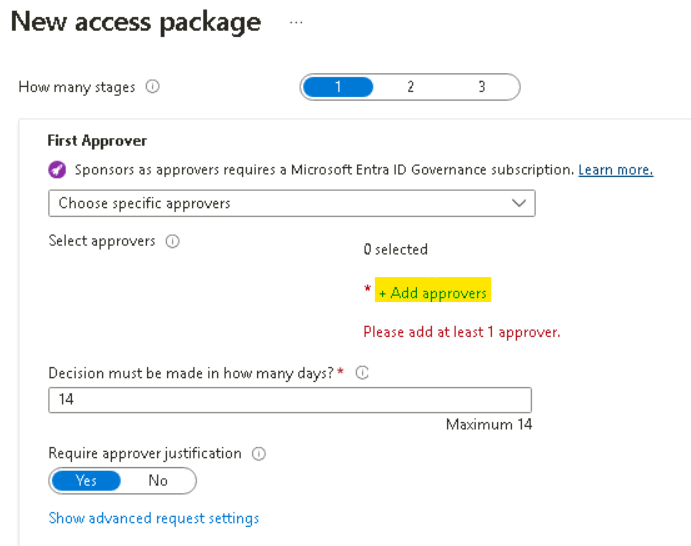 New access package ...
How many stages
1 2 3
First Approver
Sponsors as approvers requires a Microsoft Entra ID Governance subscription. Learn more.
Choose specific approvers
Select approvers
0 selected
* + Add approvers
Please add at least 1 approver.
Decision must be made in how many days? *
14
Maximum 14
Require approver justification
Yes No
Show advanced request settings